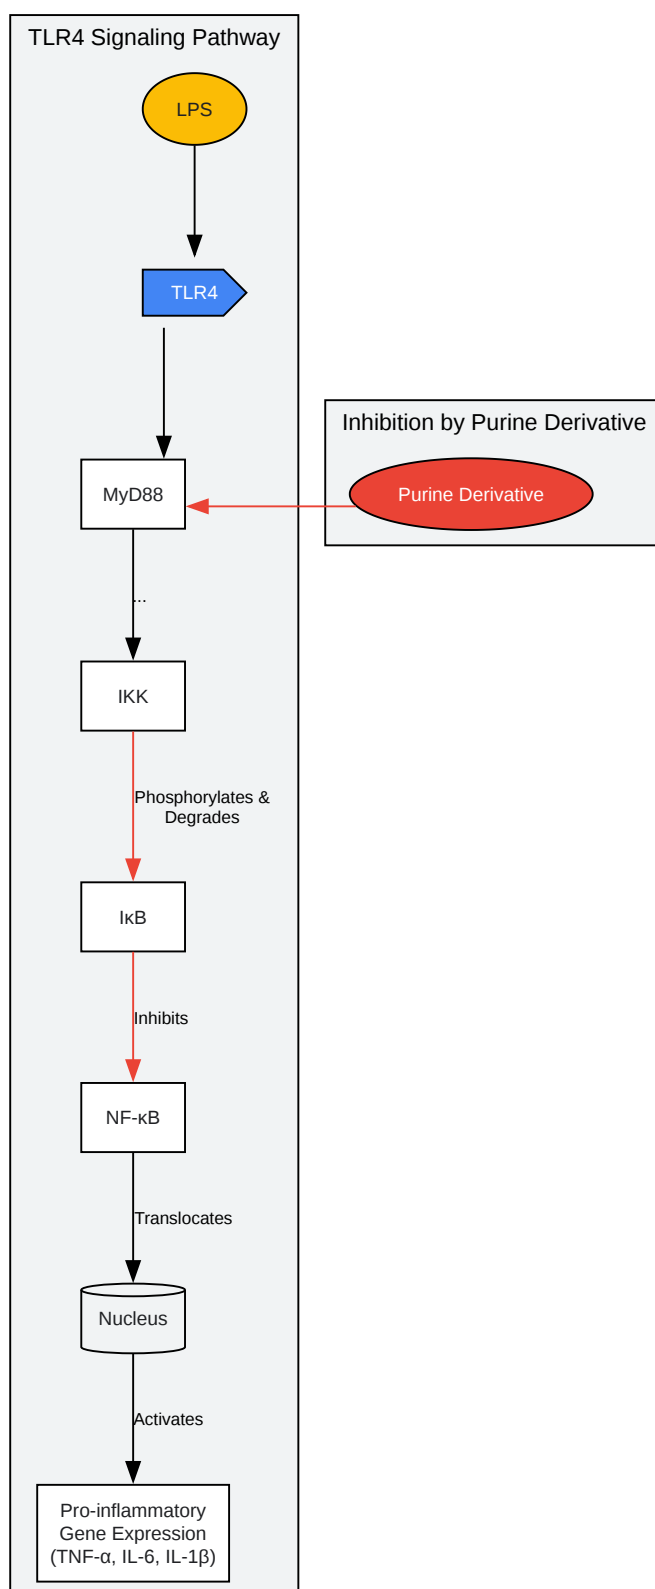 TLR4 Signaling Pathway
LPS
TLR4
Inhibition by Purine Derivative
Purine Derivative
MyD88
...
IKK
Phosphorylates &
Degrades
IκB
Inhibits
NF-κB
Translocates
Nucleus
Activates
Pro-inflammatory
Gene Expression
(TNF-α, IL-6, IL-1β)